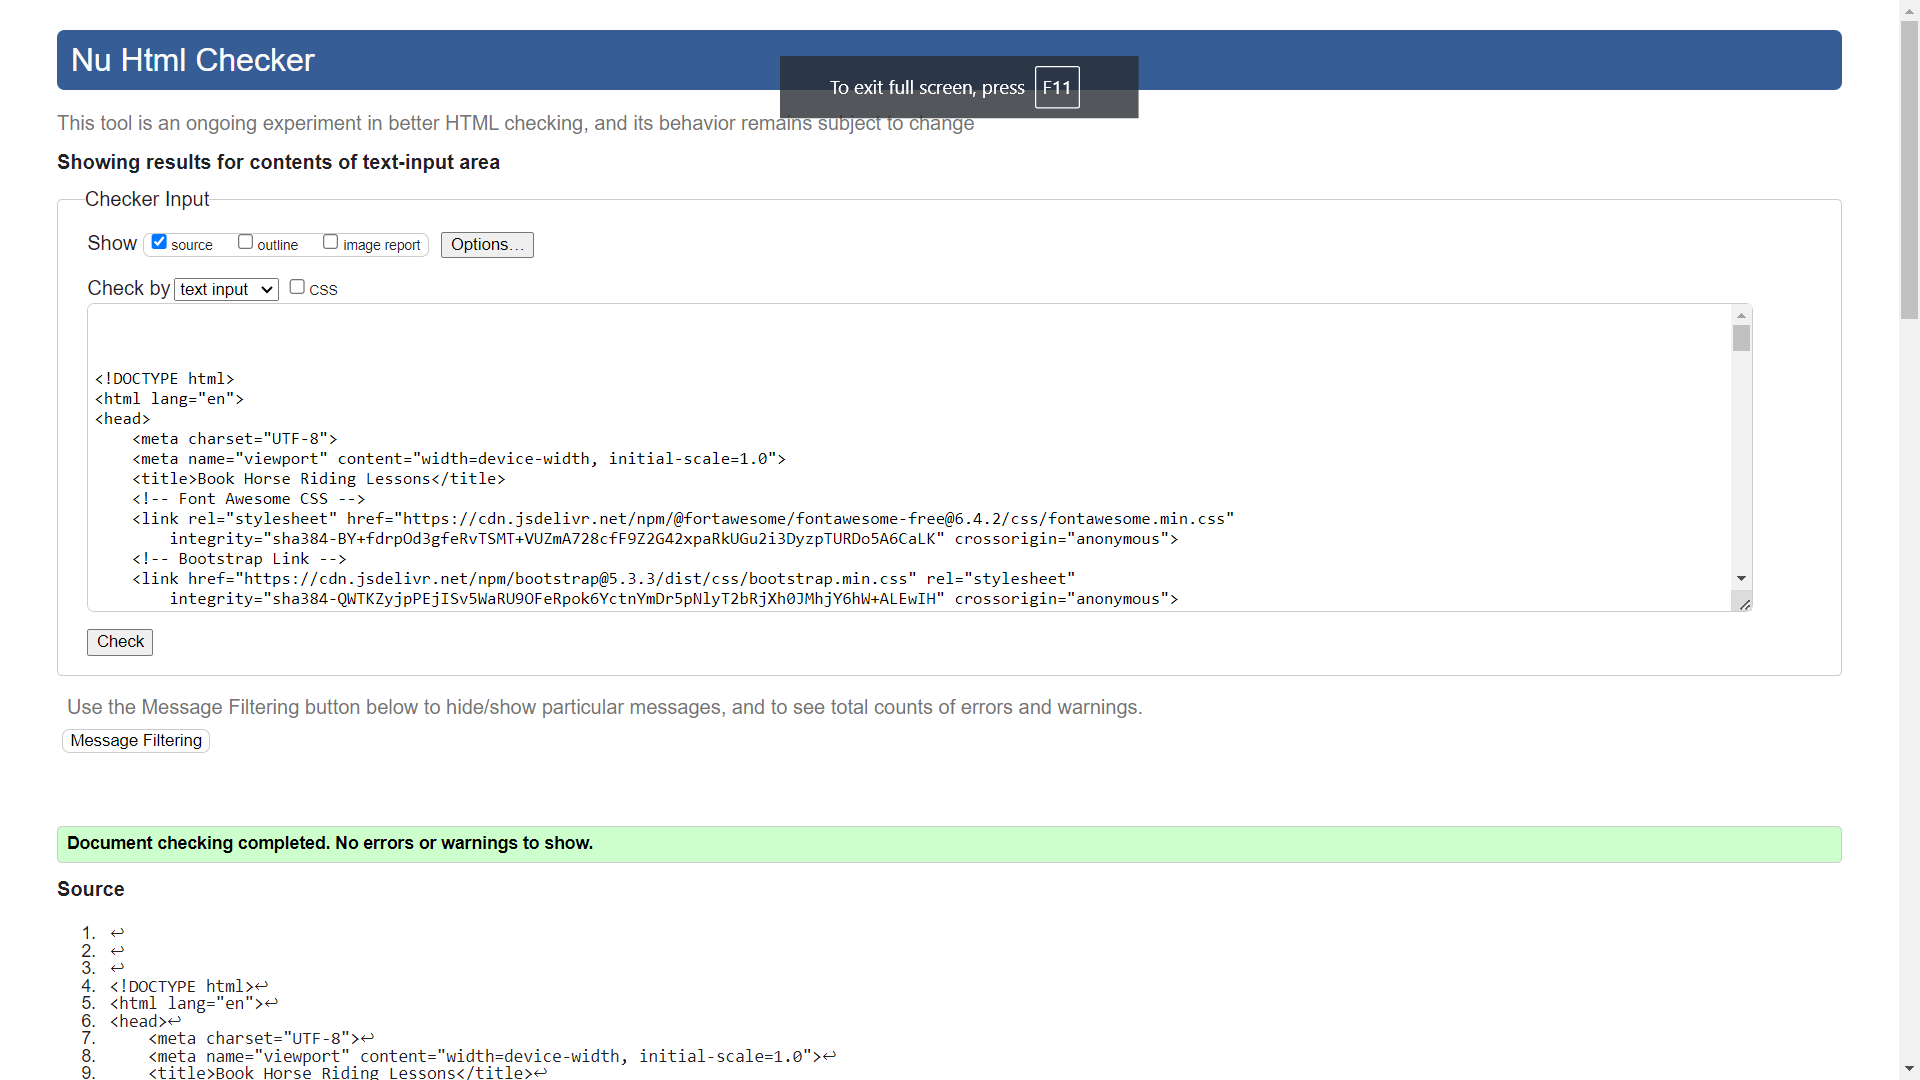 Nu Html Checker
To exit full screen, press F11
This tool is an ongoing experiment in better HTML checking, and its behavior remains subject to change
Showing results for contents of text-input area
Checker Input
Show source outline image report Options...
Check by text input CSS
<!DOCTYPE html>
<html lang="en">
<head>
    <meta charset="UTF-8">
    <meta name="viewport" content="width=device-width, initial-scale=1.0">
    <title>Book Horse Riding Lessons</title>
    <!-- Font Awesome CSS -->
    <link rel="stylesheet" href="https://cdn.jsdelivr.net/npm/@fortawesome/fontawesome-free@6.4.2/css/fontawesome.min.css"
        integrity="sha384-BY+fdrpOd3gfeRvTSMT+VUZmA728cfF9Z2G42xpaRkUGu2i3DyzpTURDo5A6CaLK" crossorigin="anonymous">
    <!-- Bootstrap Link -->
    <link href="https://cdn.jsdelivr.net/npm/bootstrap@5.3.3/dist/css/bootstrap.min.css" rel="stylesheet"
        integrity="sha384-QWTKZyjpPEjISv5WaRU9OFeRpok6YctnYmDr5pNlyT2bRjXh0JMhjY6hW+ALEwIH" crossorigin="anonymous">
Check
Use the Message Filtering button below to hide/show particular messages, and to see total counts of errors and warnings.
Message Filtering
Document checking completed. No errors or warnings to show.
Source
1. ↩
2. ↩
3. ↩
4. <!DOCTYPE html>↩
5. <html lang="en">↩
6. <head>↩
7.     <meta charset="UTF-8">↩
8.     <meta name="viewport" content="width=device-width, initial-scale=1.0">↩
9.     <title>Book Horse Riding Lessons</title>↩